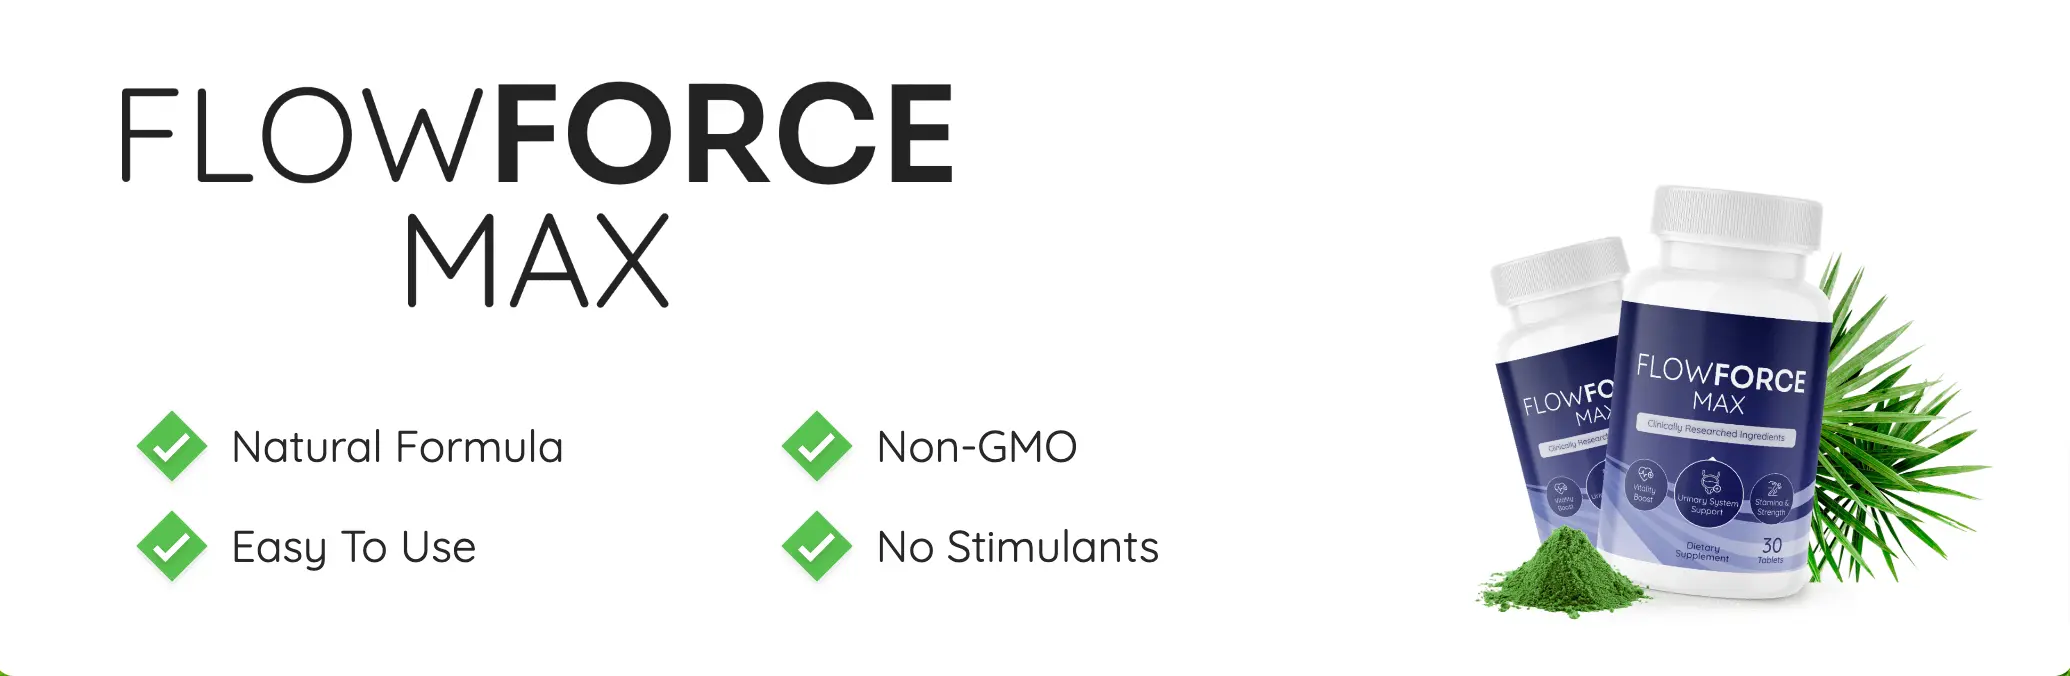 FLOWFORCE
MAX
Natural Formula
Non-GMO
Easy To Use
No Stimulants
FLOWFO
MAX
Clinically Researc
Vitality
Boost
FLOWFORCE
MAX
Clinically Researched Ingredients
Vitality
Boost
Urinary System
Support
Stamina &
Strength
Dietary
Supplement
30
Tablets